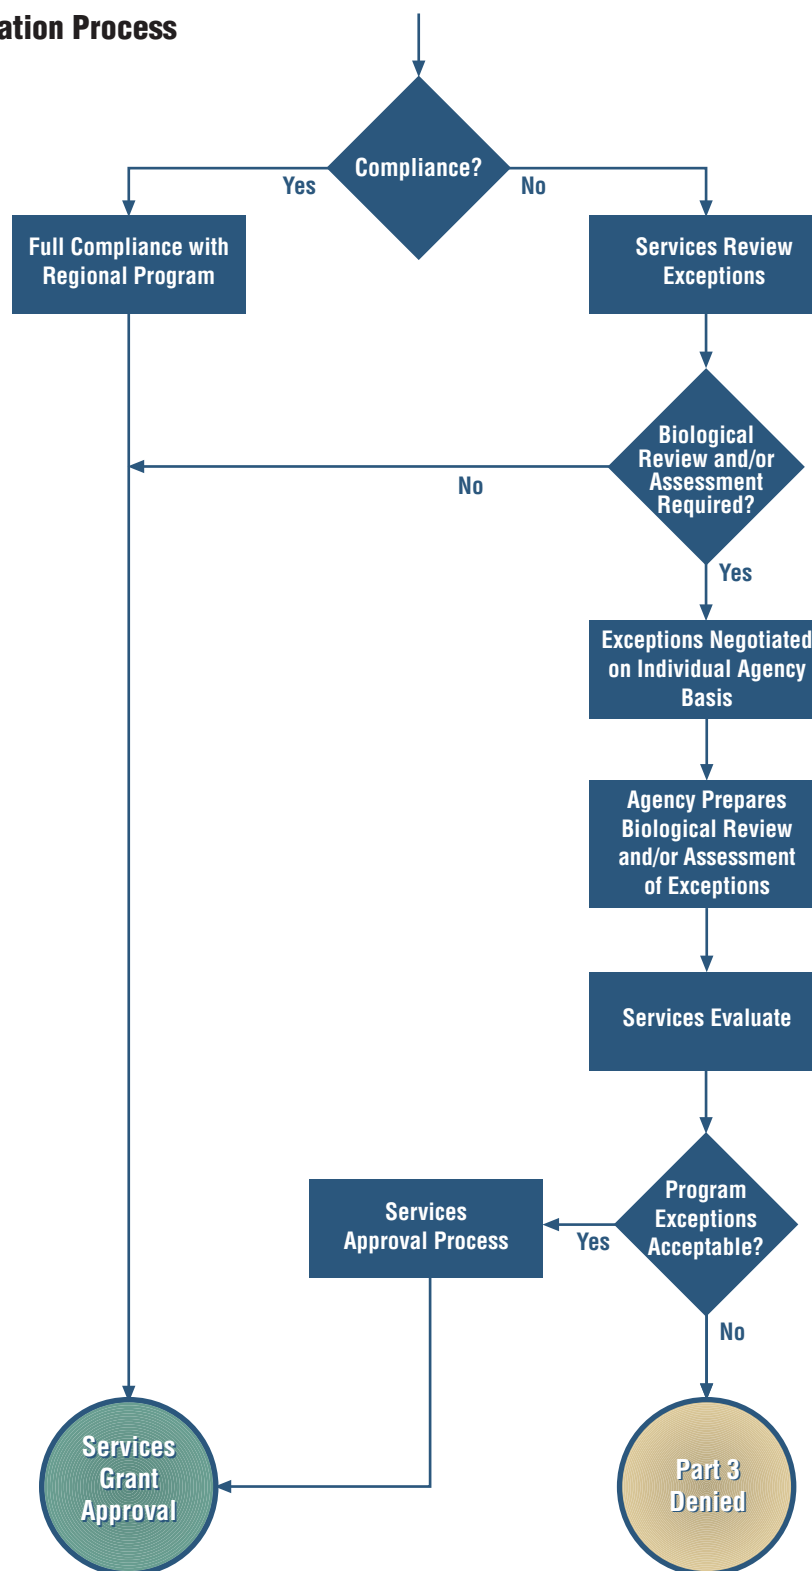 ation Process
Compliance?
Yes
No
Full Compliance with
Regional Program
Services Review
Exceptions
Biological
Review and/or
Assessment
Required?
No
Yes
Exceptions Negotiated
on Individual Agency
Basis
Agency Prepares
Biological Review
and/or Assessment
of Exceptions
Services Evaluate
Services
Approval Process
Yes
Program
Exceptions
Acceptable?
No
Services
Grant
Approval
Part 3
Denied